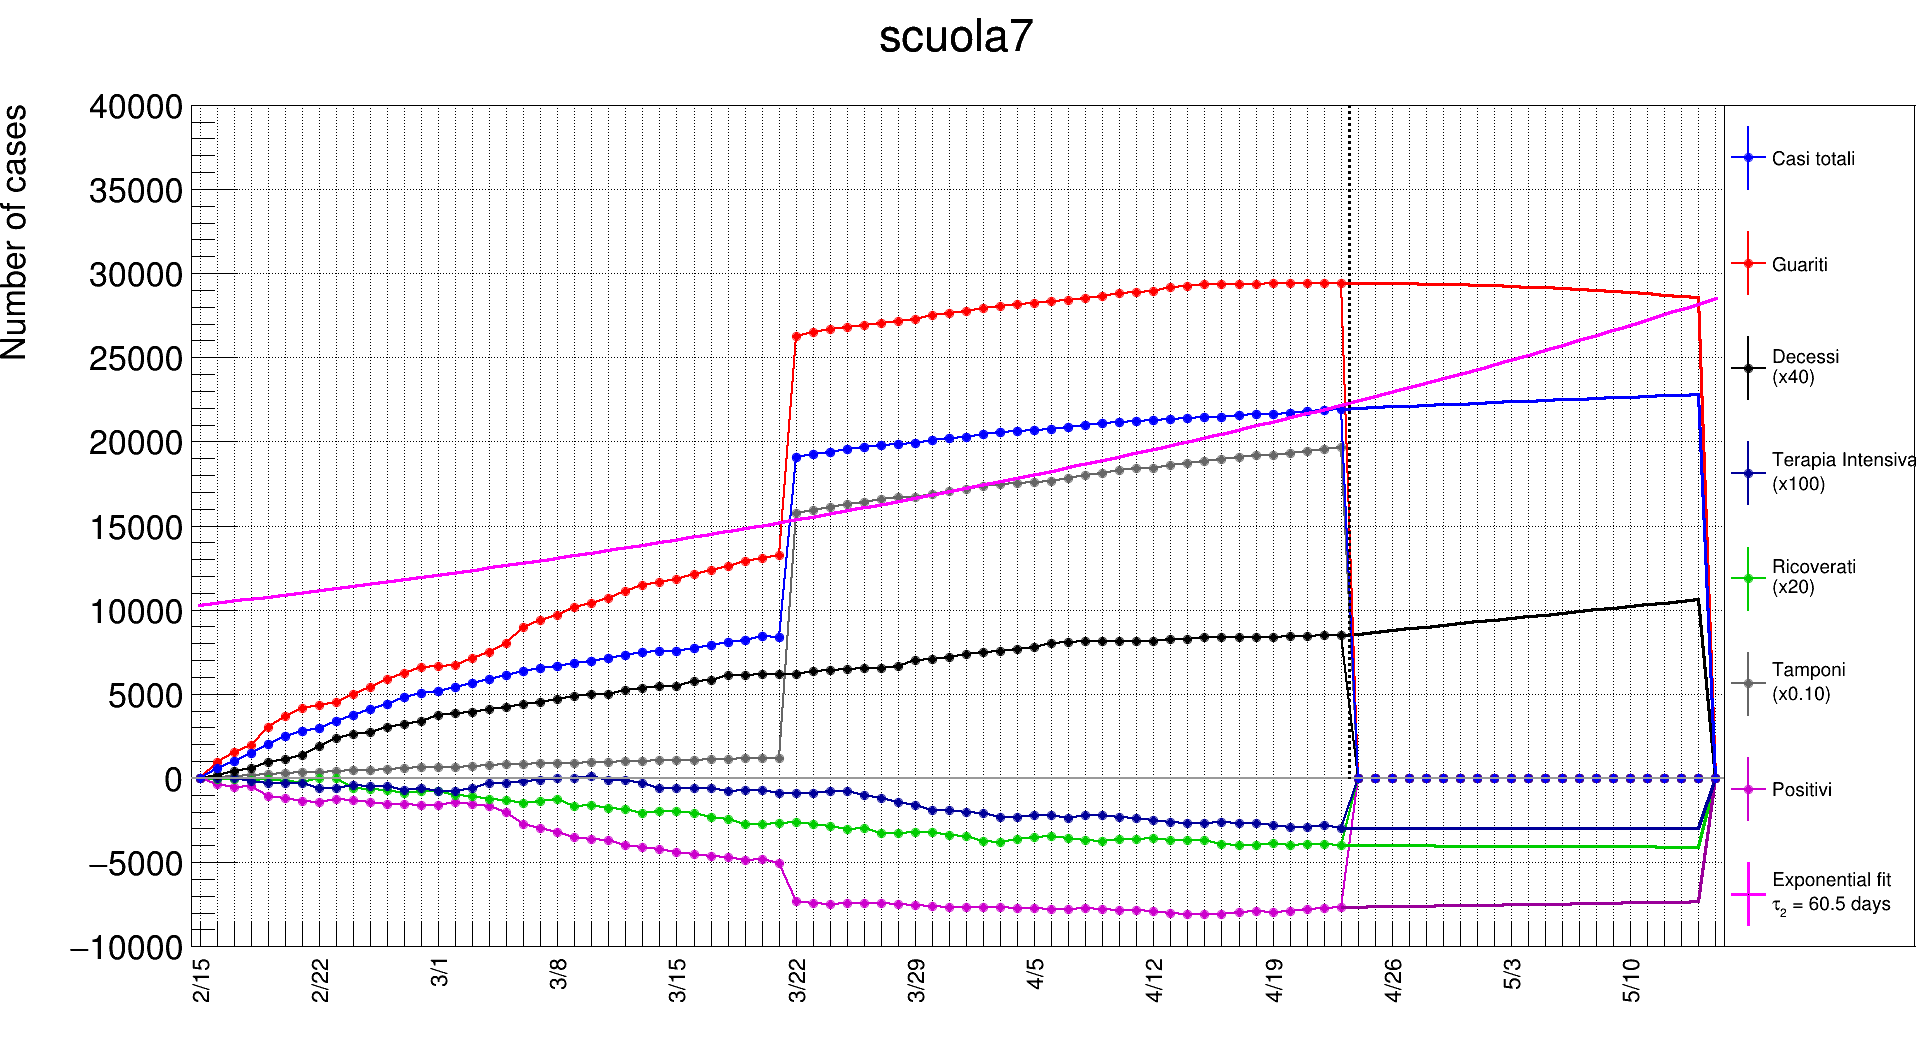 scuola7
Number of cases
40000
35000
30000
25000
20000
15000
10000
5000
0
−5000
−10000
2/15
2/22
3/1
3/8
3/15
3/22
3/29
4/5
4/12
4/19
4/26
5/3
5/10
Casi totali
Guariti
Decessi
(x40)
Terapia Intensiva
(x100)
Ricoverati
(x20)
Tamponi
(x0.10)
Positivi
Exponential fit
τ2 = 60.5 days